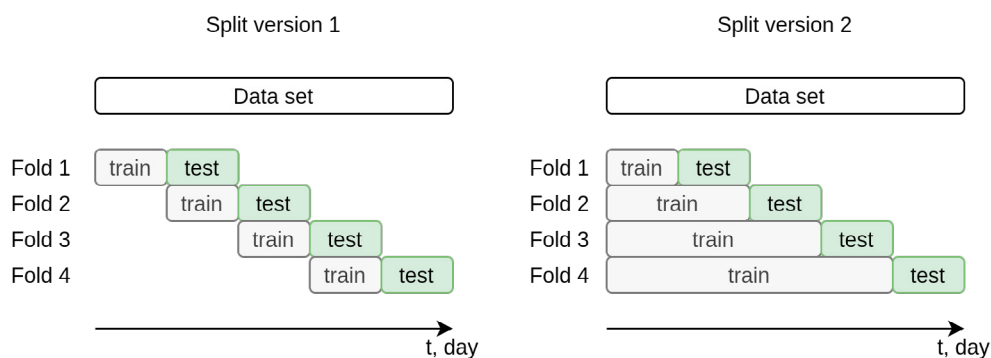 Split version 1
Data set
Fold 1 train test
Fold 2 train test
Fold 3 train test
Fold 4 train test
t, day
Split version 2
Data set
Fold 1 train test
Fold 2 train test
Fold 3 train test
Fold 4 train test
t, day